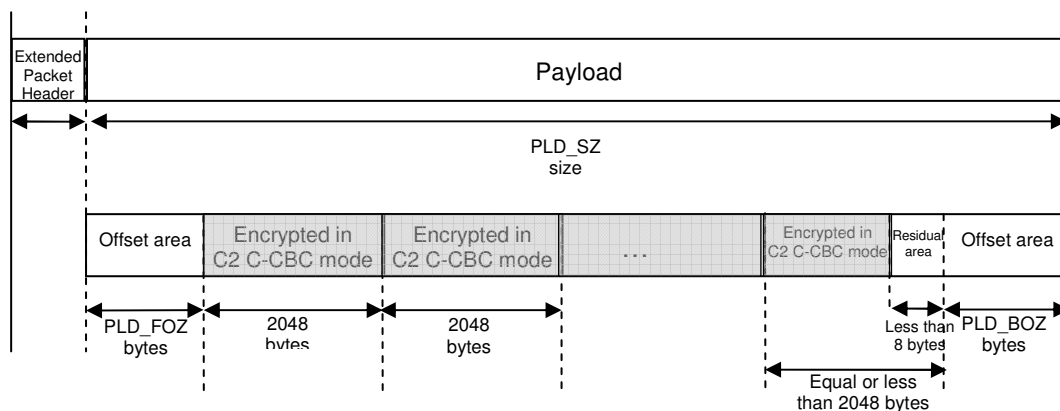 Extended
Packet
Header
Payload
PLD_SZ
size
Offset area
Encrypted in
C2 C-CBC mode
Encrypted in
C2 C-CBC mode
...
Encrypted in
C2 C-CBC mode
Residual
area
Offset area
PLD_FOZ
bytes
2048
bytes
2048
bytes
Less than
8 bytes
PLD_BOZ
bytes
Equal or less
than 2048 bytes